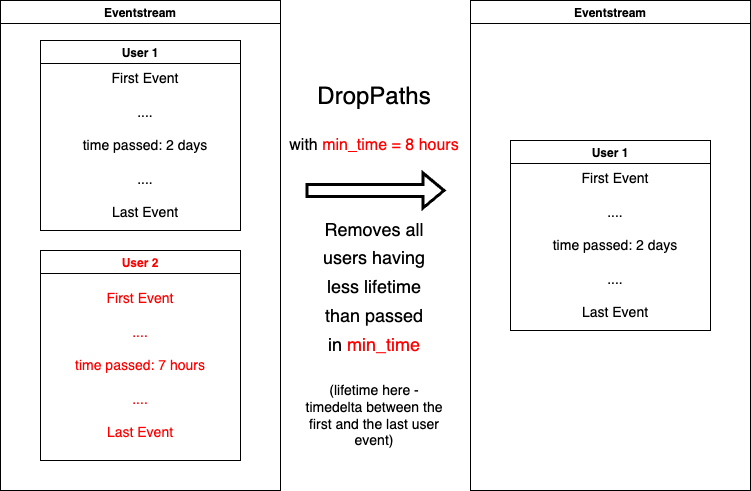 Eventstream
User 1
First Event
....
time passed: 2 days
....
Last Event
User 2
First Event
....
time passed: 7 hours
....
Last Event
DropPaths
with min_time = 8 hours
Removes all
users having
less lifetime
than passed
in min_time
(lifetime here -
timedelta between the
first and the last user
event)
Eventstream
User 1
First Event
....
time passed: 2 days
....
Last Event